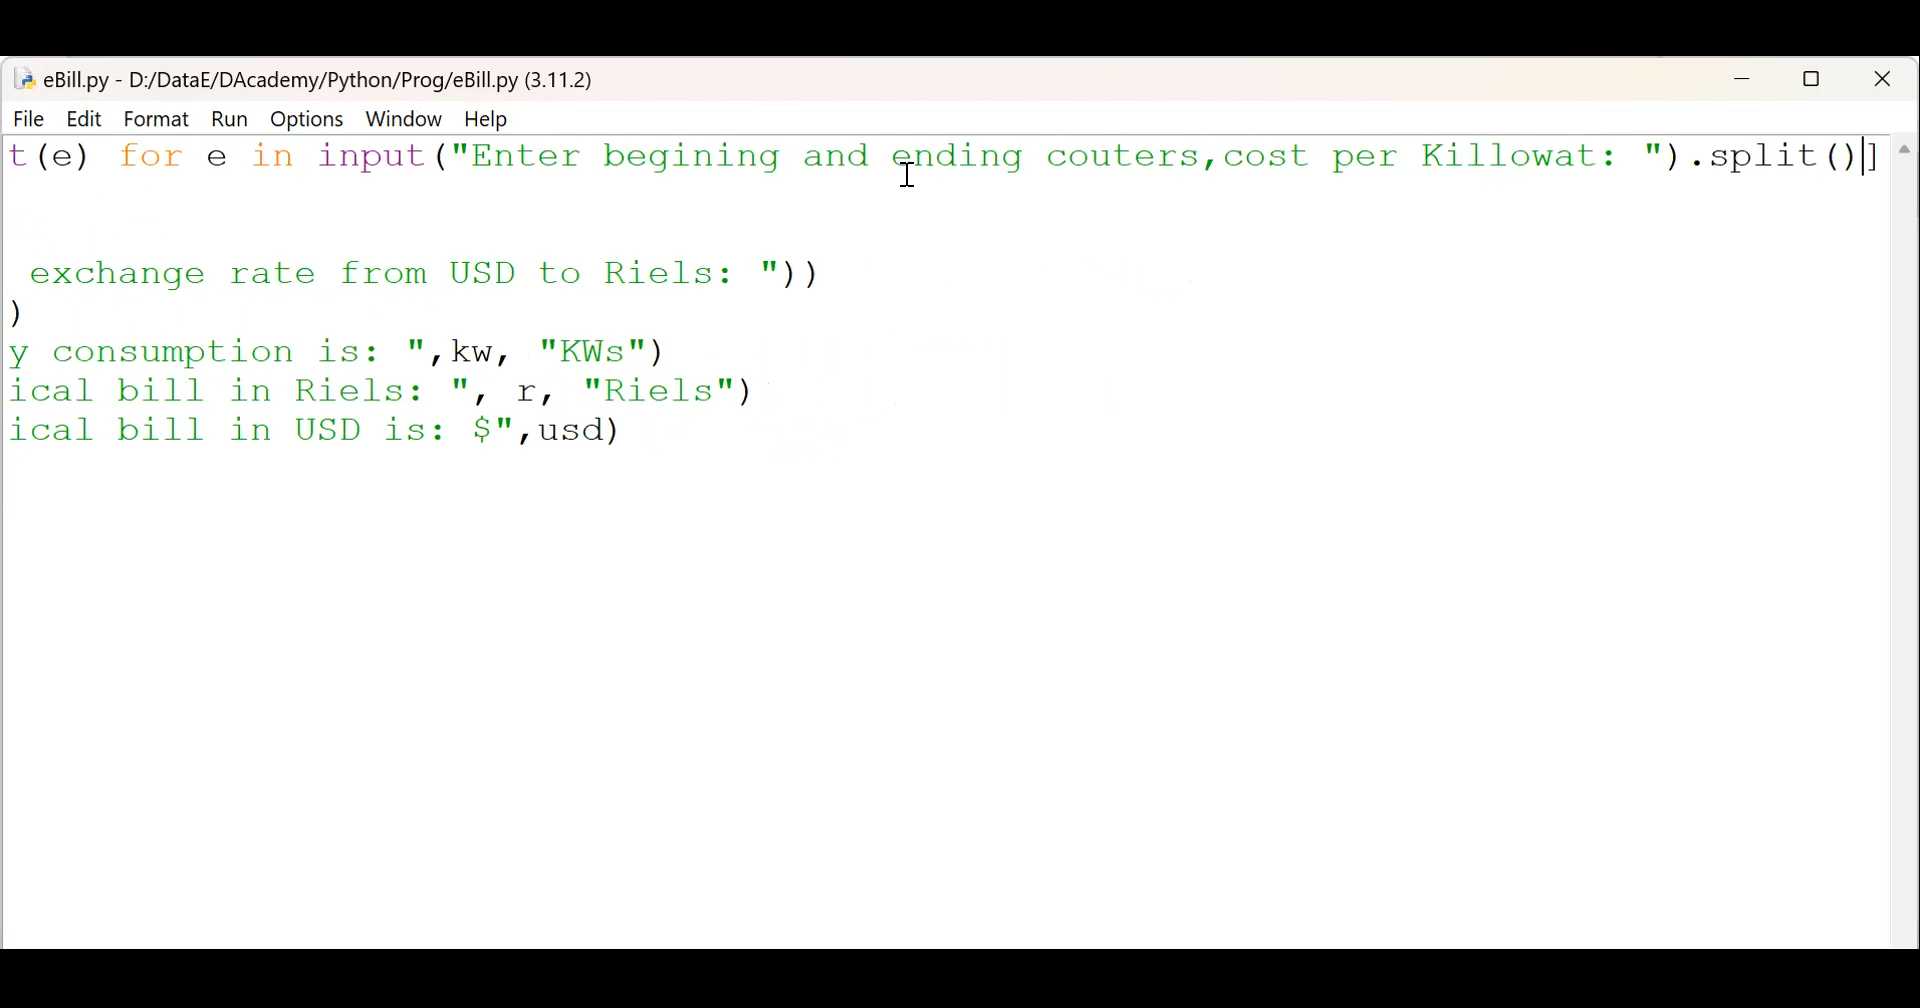 eBill.py - D:/DataE/DAcademy/Python/Prog/eBill.py (3.11.2)
File Edit Format Run Options Window Help
t(e) for e in input("Enter begining and ending couters,cost per Killowat: ").split()]
exchange rate from USD to Riels: "))
)
y consumption is: ",kw, "KWs")
ical bill in Riels: ", r, "Riels")
ical bill in USD is: $",usd)